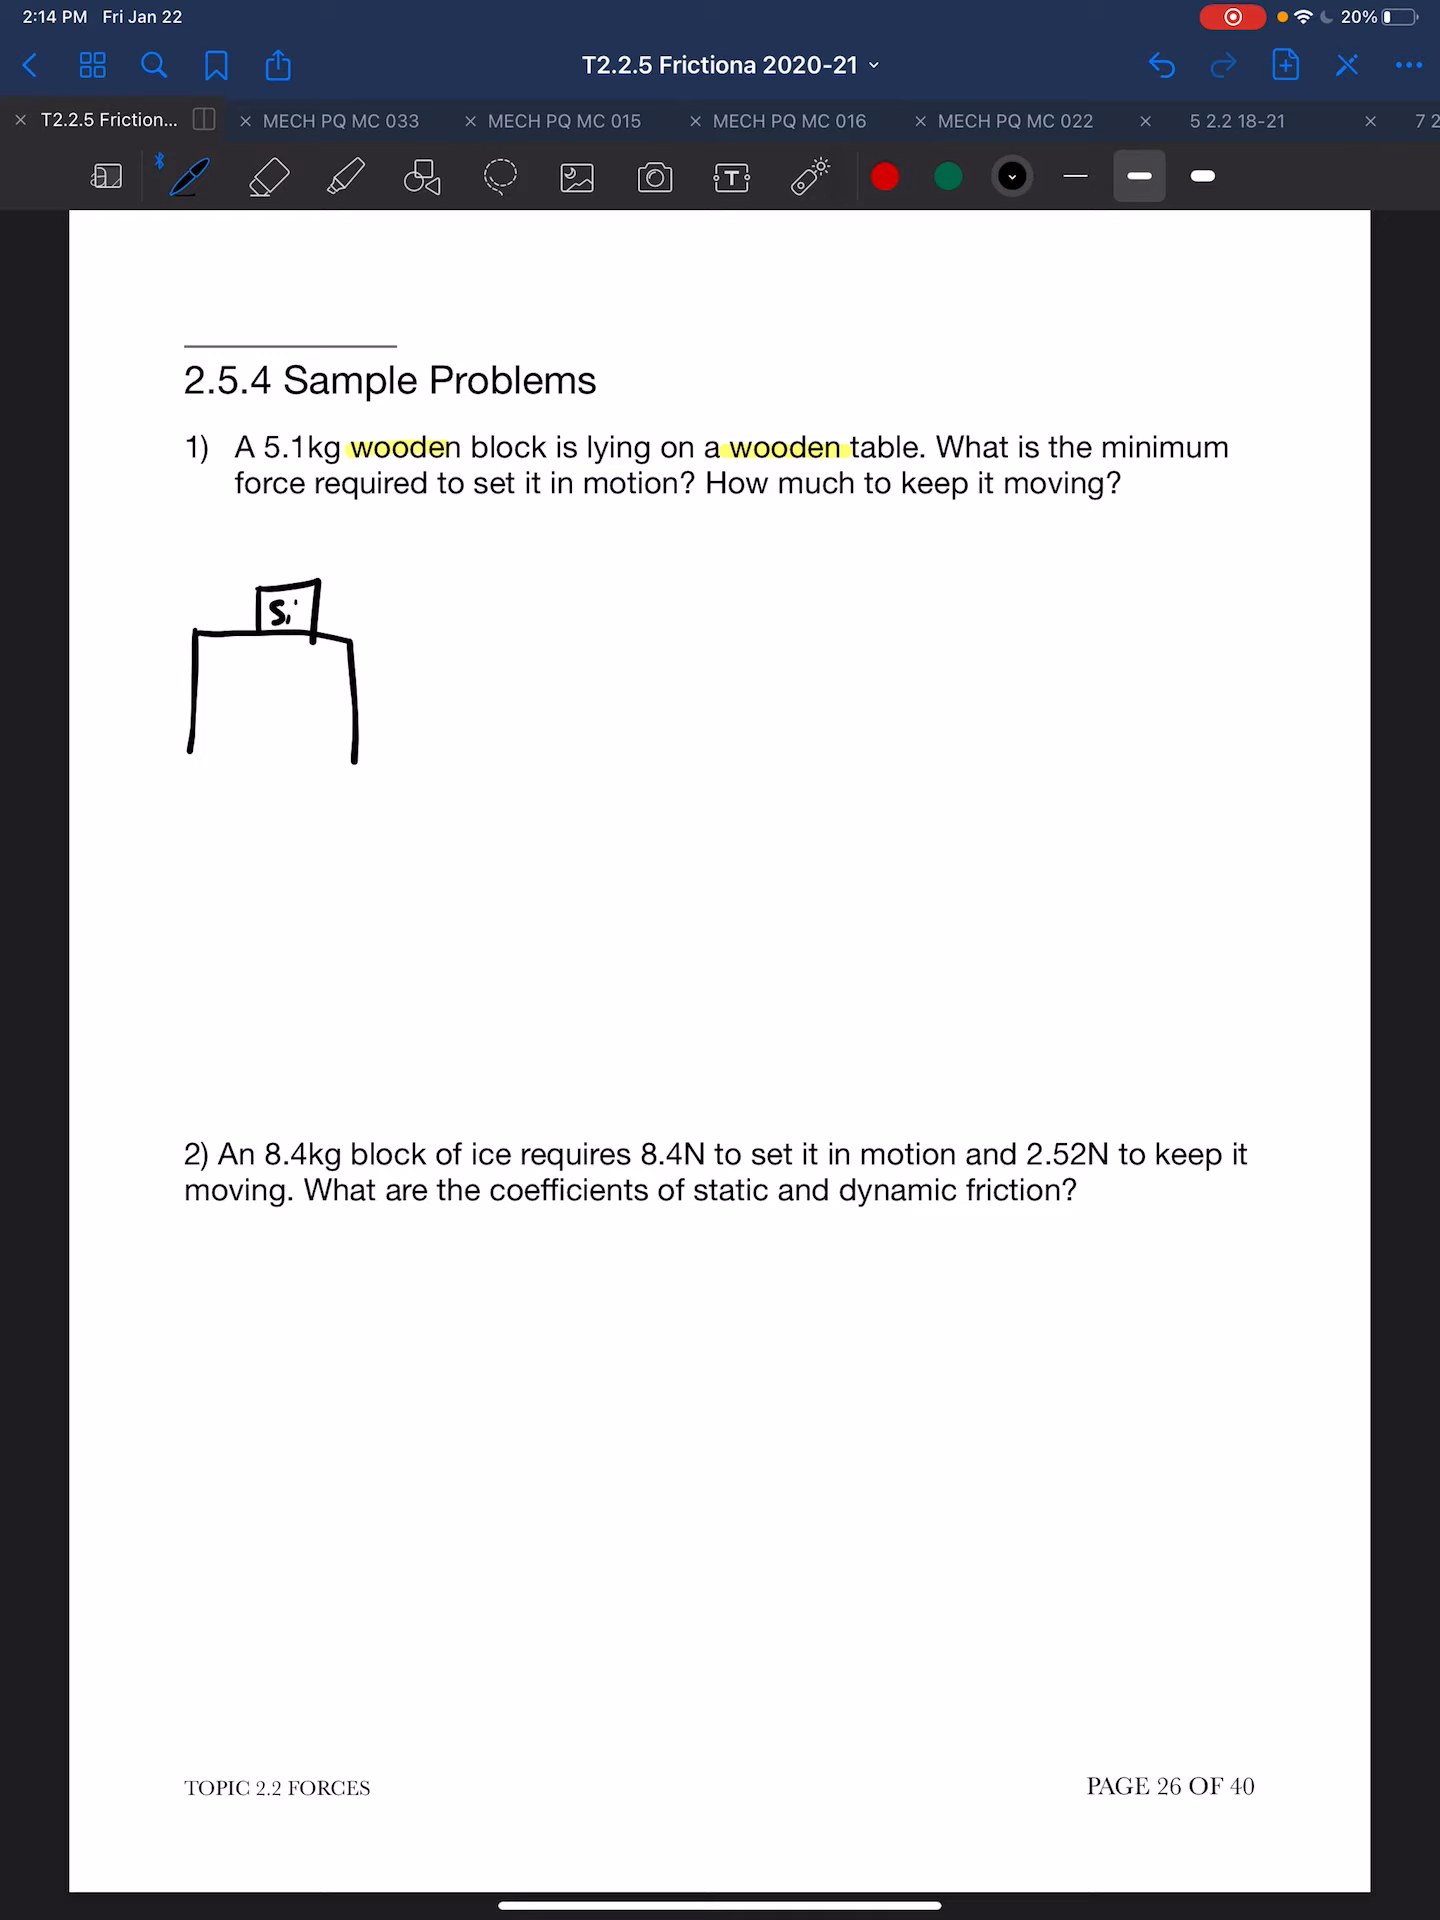 2:14 PM Fri Jan 22
20%
T2.2.5 Frictiona 2020-21
T2.2.5 Friction...
MECH PQ MC 033
MECH PQ MC 015
MECH PQ MC 016
MECH PQ MC 022
5 2.2 18-21
7 2
T
2.5.4 Sample Problems
1) A 5.1kg wooden block is lying on a wooden table. What is the minimum
force required to set it in motion? How much to keep it moving?
2) An 8.4kg block of ice requires 8.4N to set it in motion and 2.52N to keep it
moving. What are the coefficients of static and dynamic friction?
TOPIC 2.2 FORCES
PAGE 26 OF 40